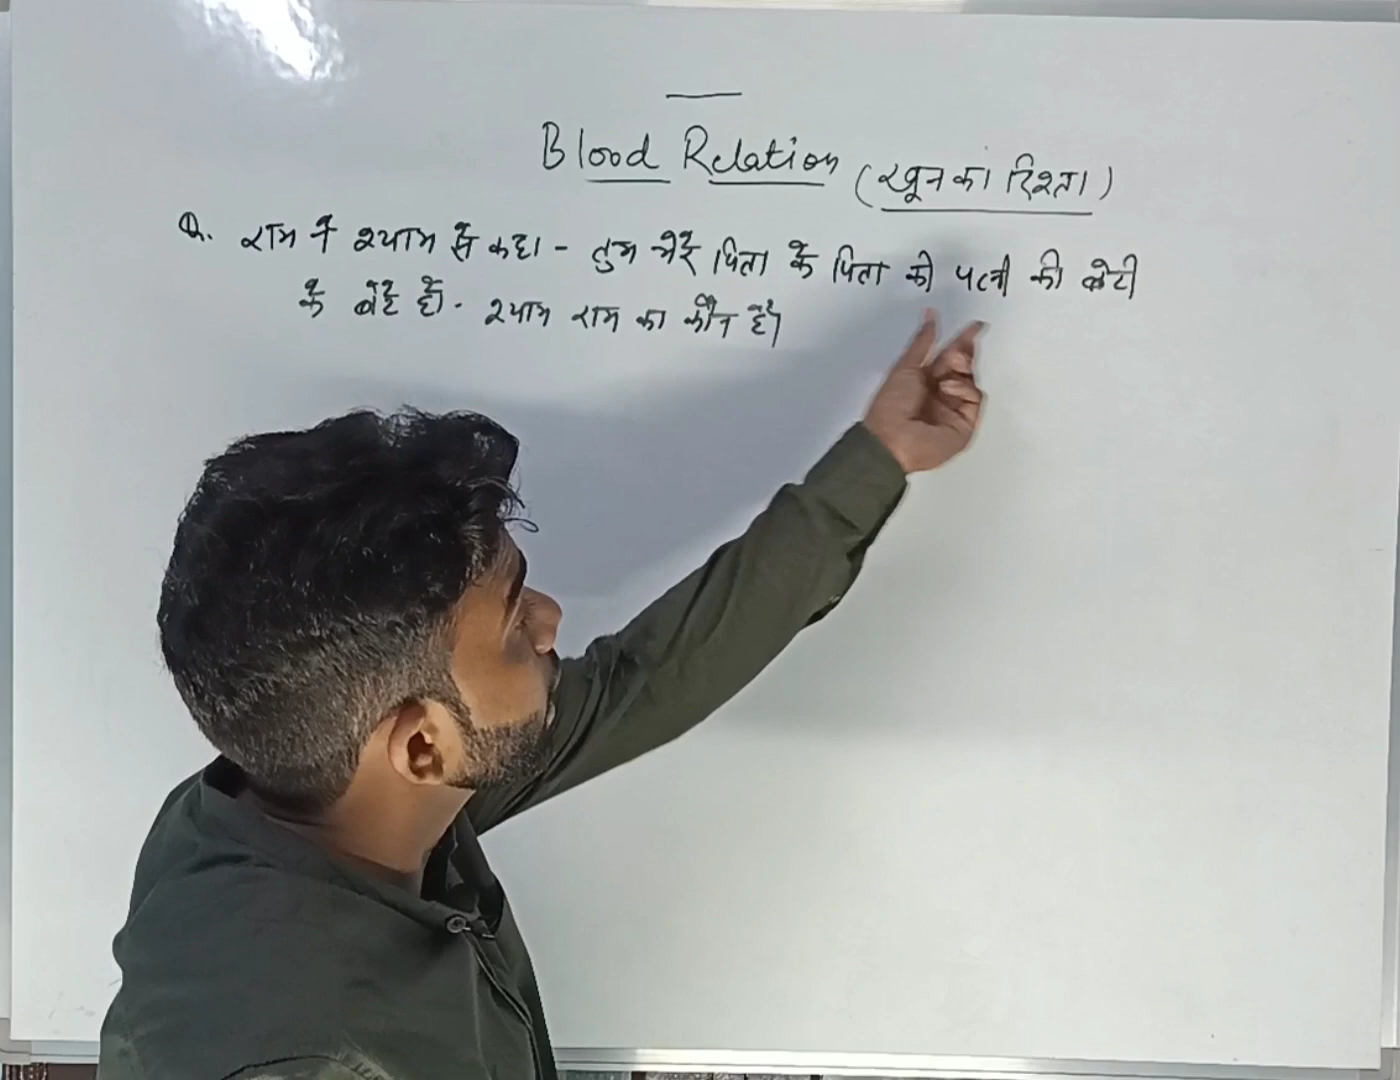 Blood Relation (खून का रिश्ता)
Q. राम ने श्याम से कहा - तुम मेरे पिता के पिता की पत्नी की बेटी
के बेटे हो. श्याम राम का कौन है?